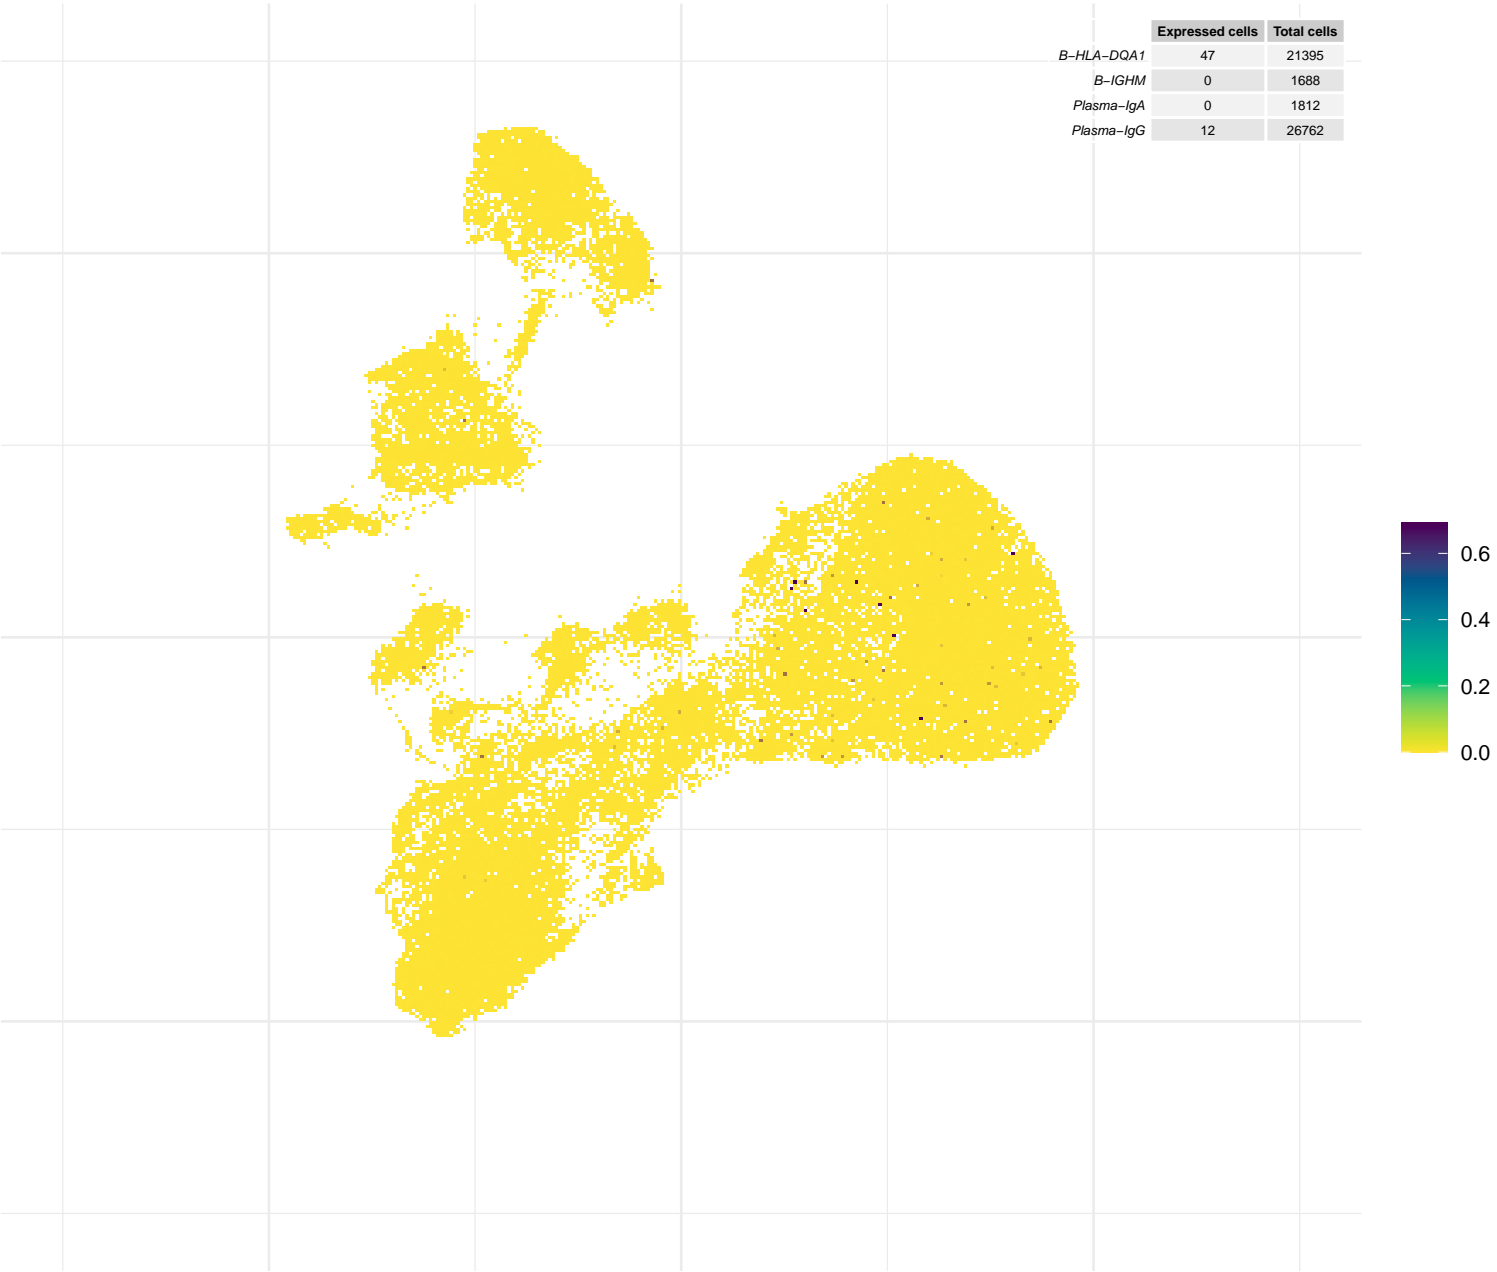 Expressed cells Total cells
B−HLA−DQA1 47 21395
B−IGHM 0 1688
Plasma−IgA 0 1812
Plasma−IgG 12 26762
0.6
0.4
0.2
0.0